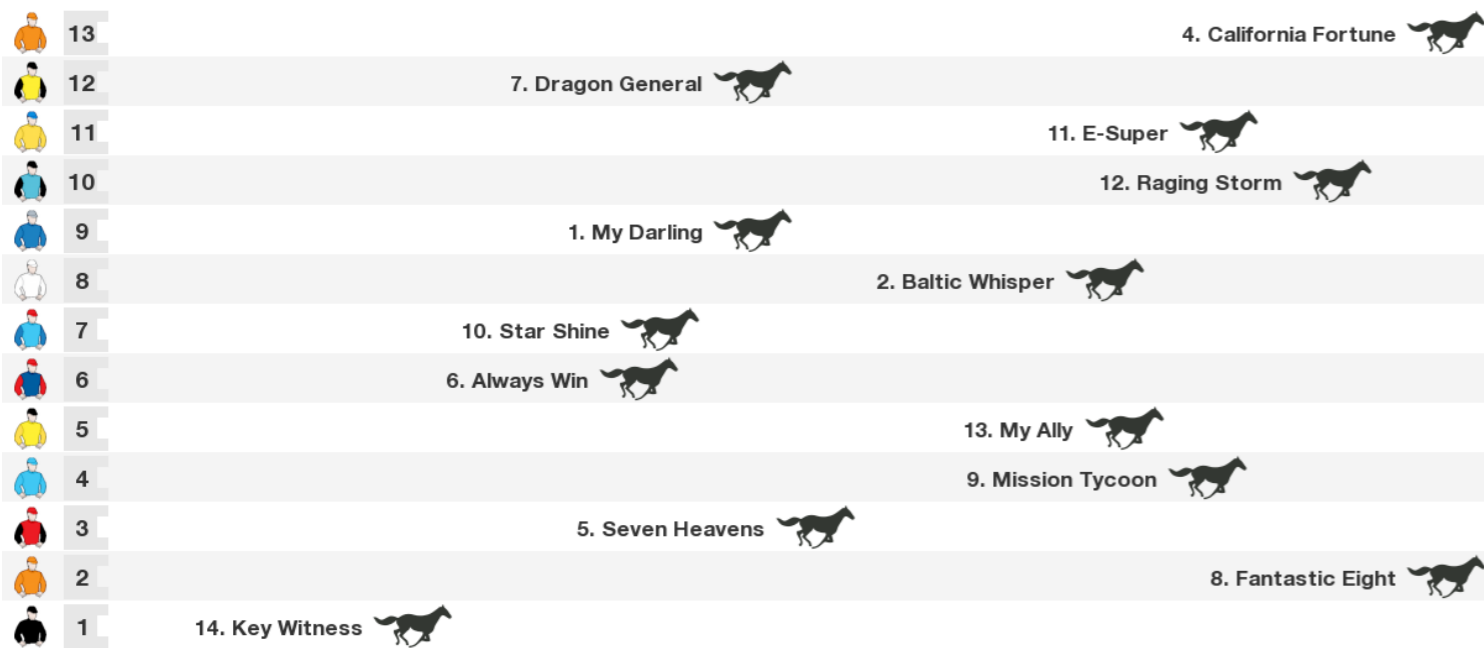 13 4. California Fortune
12 7. Dragon General
11 11. E-Super
10 12. Raging Storm
9 1. My Darling
8 2. Baltic Whisper
7 10. Star Shine
6 6. Always Win
5 13. My Ally
4 9. Mission Tycoon
3 5. Seven Heavens
2 8. Fantastic Eight
1 14. Key Witness